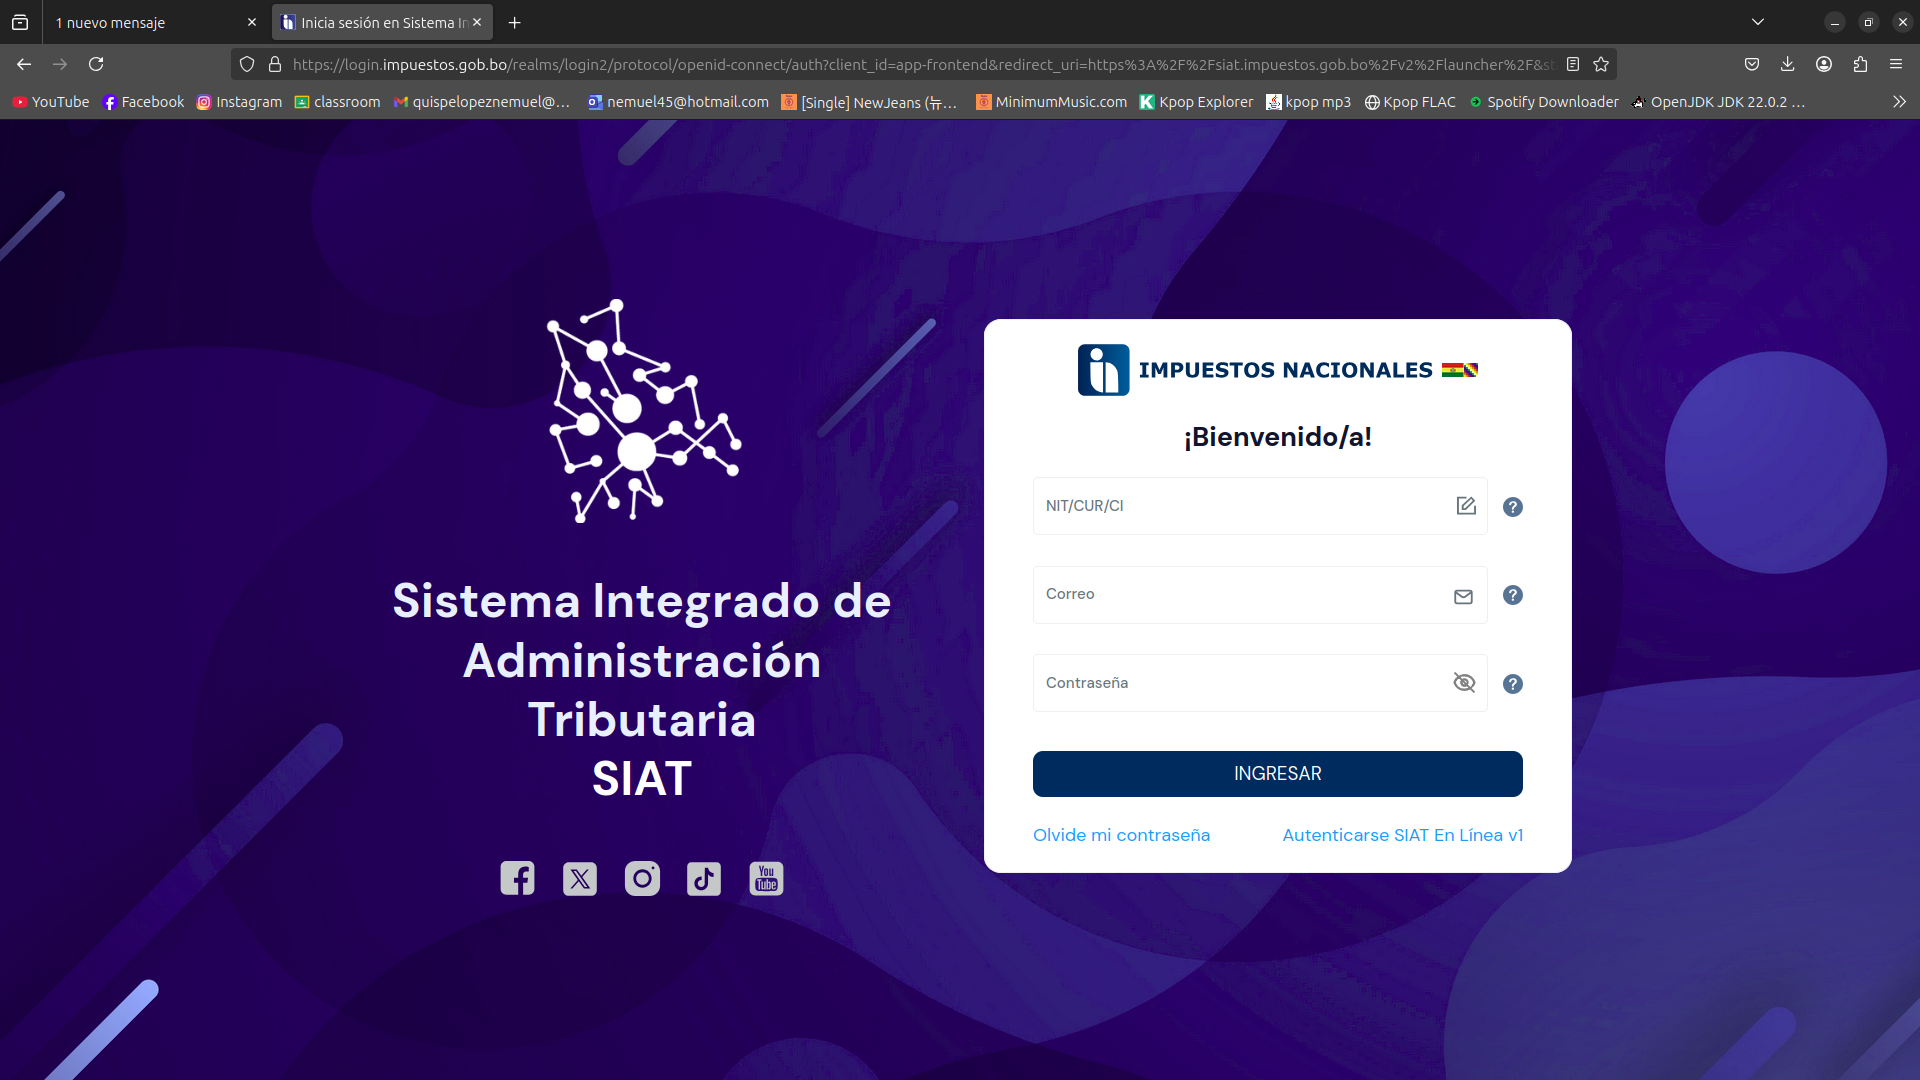 1 nuevo mensaje
Inicia sesión en Sistema In
https://login.impuestos.gob.bo/realms/login2/protocol/openid-connect/auth?client_id=app-frontend&redirect_uri=https%3A%2F%2Fsiat.impuestos.gob.bo%2Fv2%2Flauncher%2F&st
YouTube
Facebook
Instagram
classroom
quispelopeznemuel@...
nemuel45@hotmail.com
[Single] NewJeans (뉴...
MinimumMusic.com
Kpop Explorer
kpop mp3
Kpop FLAC
Spotify Downloader
OpenJDK JDK 22.0.2 ...
Sistema Integrado de
Administración
Tributaria
SIAT
You
Tube
IMPUESTOS NACIONALES
¡Bienvenido/a!
NIT/CUR/CI
?
Correo
?
Contraseña
?
INGRESAR
Olvide mi contraseña
Autenticarse SIAT En Línea v1